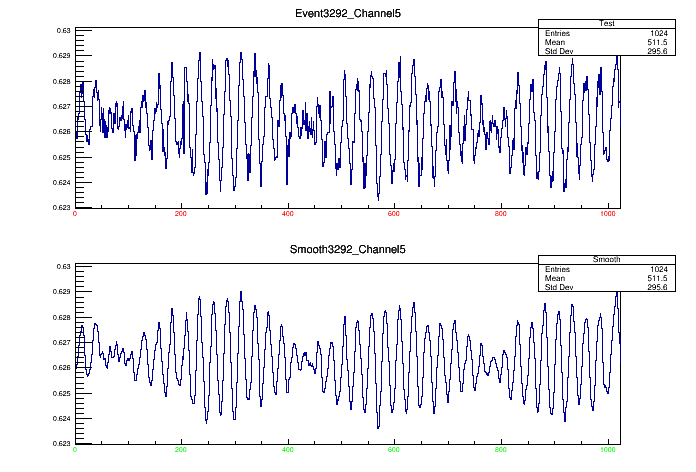 Event3292_Channel5
Test
Entries 1024
Mean 511.5
Std Dev 295.6
0.63
0.629
0.628
0.627
0.626
0.625
0.624
0.623
0 200 400 600 800 1000
Smooth3292_Channel5
Smooth
Entries 1024
Mean 511.5
Std Dev 295.6
0.63
0.629
0.628
0.627
0.626
0.625
0.624
0.623
0 200 400 600 800 1000